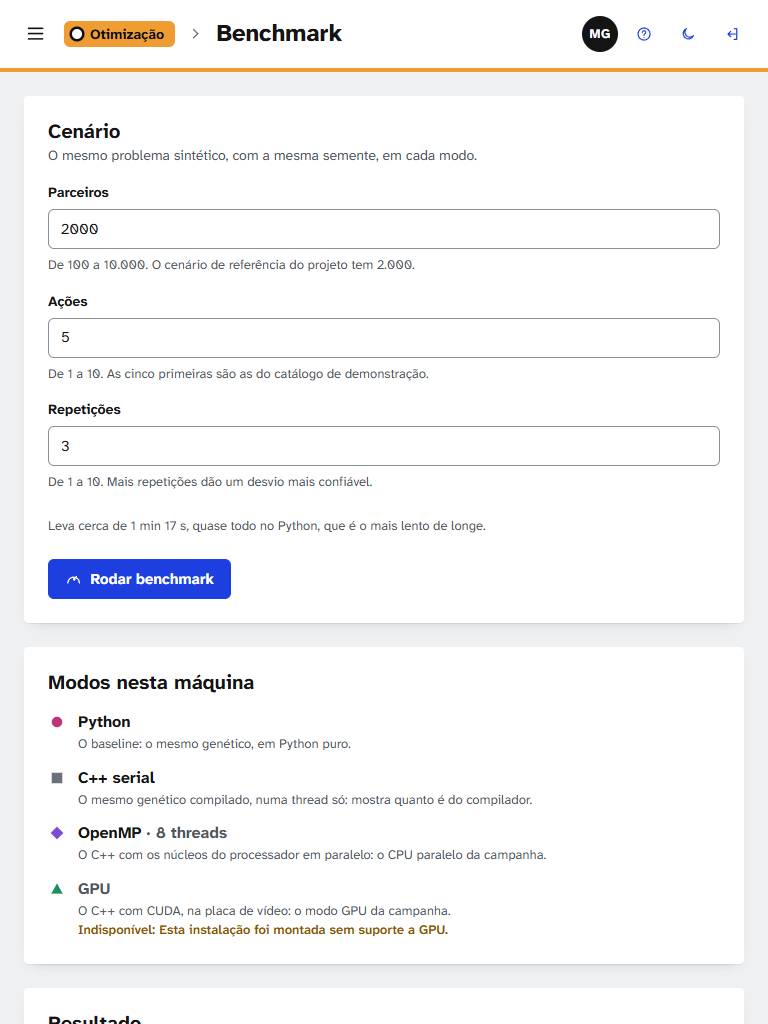 Otimização
Benchmark
MG
Cenário
O mesmo problema sintético, com a mesma semente, em cada modo.
Parceiros
2000
De 100 a 10.000. O cenário de referência do projeto tem 2.000.
Ações
5
De 1 a 10. As cinco primeiras são as do catálogo de demonstração.
Repetições
3
De 1 a 10. Mais repetições dão um desvio mais confiável.
Leva cerca de 1 min 17 s, quase todo no Python, que é o mais lento de longe.
Rodar benchmark
Modos nesta máquina
Python
O baseline: o mesmo genético, em Python puro.
C++ serial
O mesmo genético compilado, numa thread só: mostra quanto é do compilador.
OpenMP · 8 threads
O C++ com os núcleos do processador em paralelo: o CPU paralelo da campanha.
GPU
O C++ com CUDA, na placa de vídeo: o modo GPU da campanha.
Indisponível: Esta instalação foi montada sem suporte a GPU.
Resultado